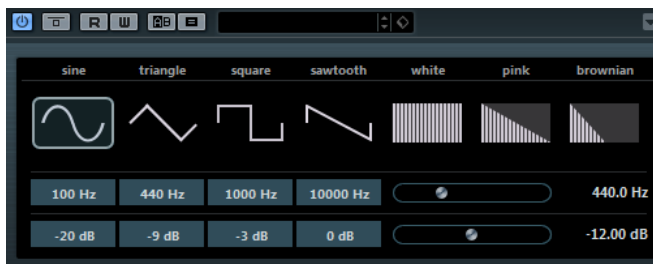 R W AB
sine triangle square sawtooth white pink brownian
100 Hz 440 Hz 1000 Hz 10000 Hz 440.0 Hz
-20 dB -9 dB -3 dB 0 dB -12.00 dB